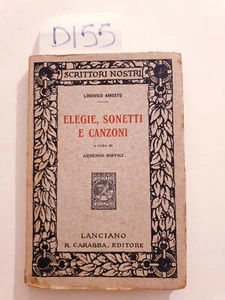 D155
SCRITTORI NOSTRI
LODOVICO ARIOSTO
ELEGIE, SONETTI
E CANZONI
A CURA DI
ARDENGO SOFFICI
LANCIANO
R. CARABBA, EDITORE